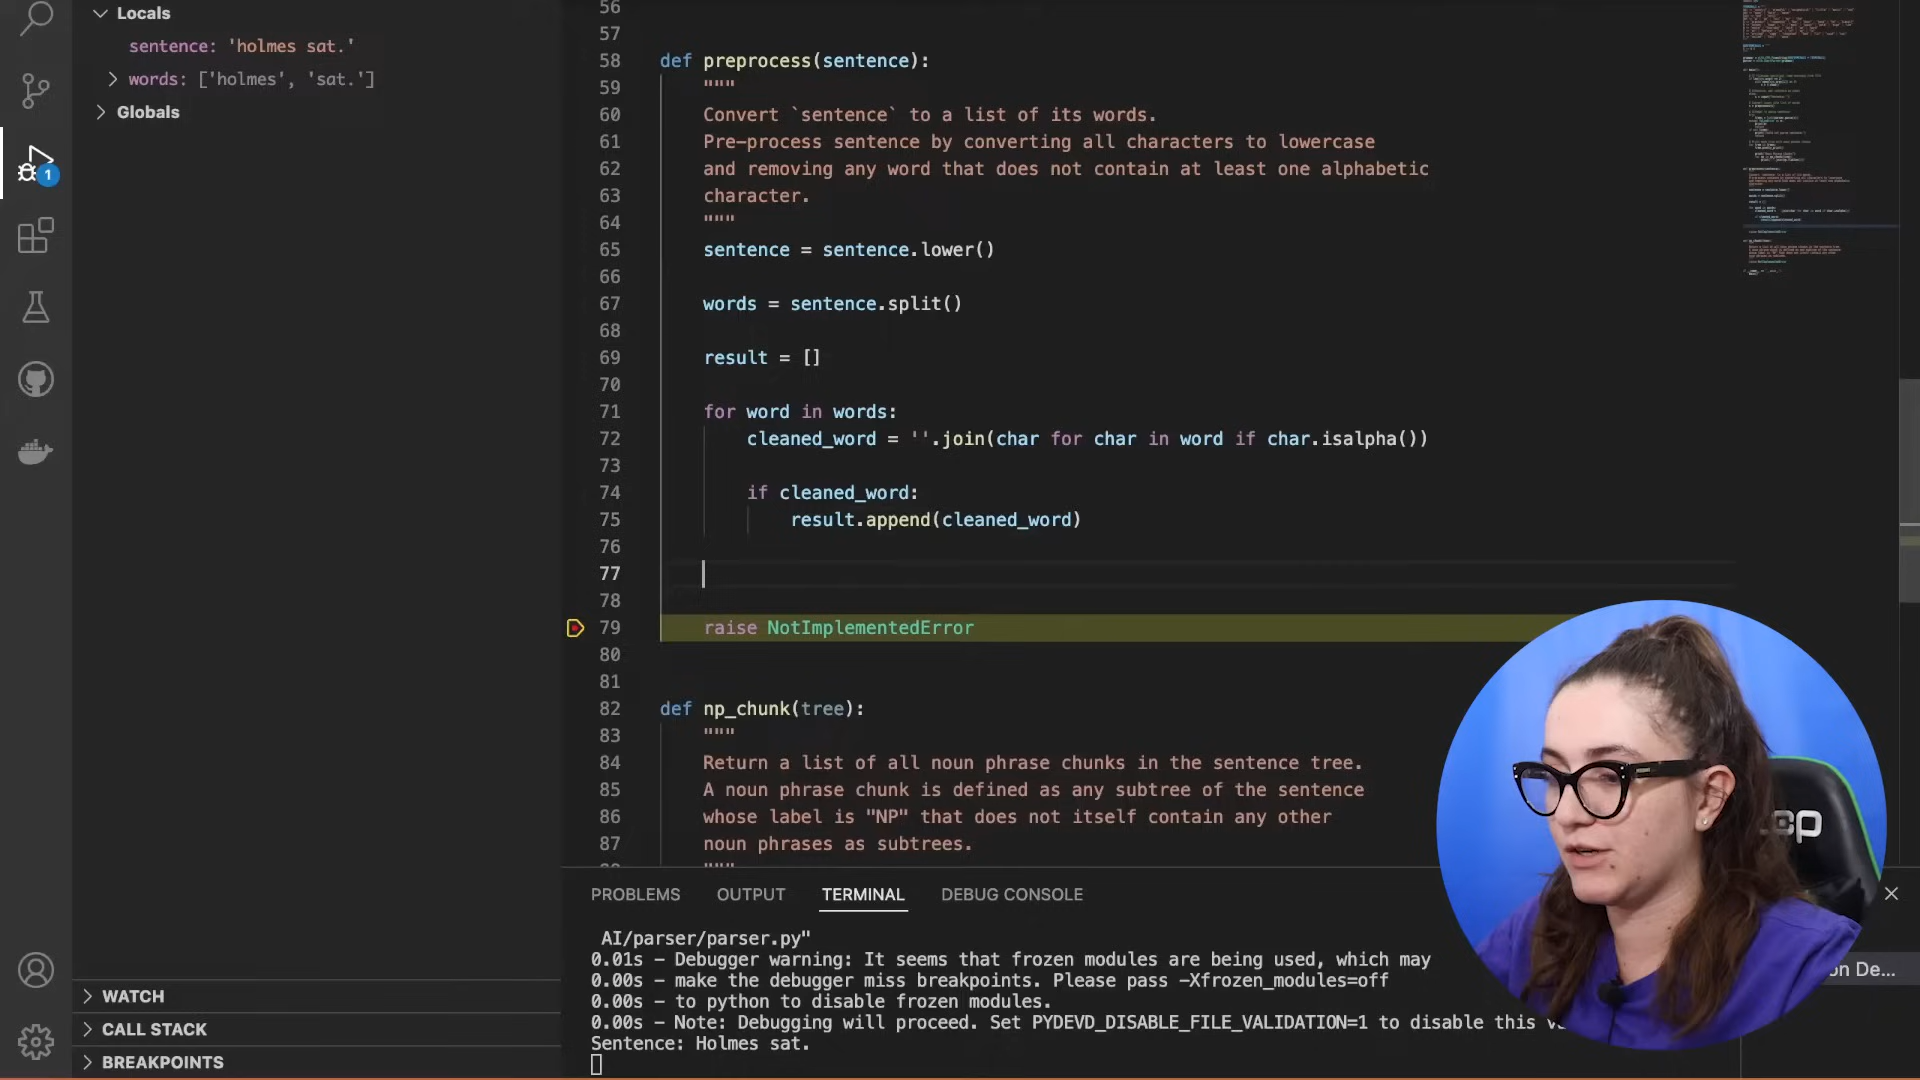 Locals
sentence: 'holmes sat.'
words: ['holmes', 'sat.']
Globals
1
56
57
58 def preprocess(sentence):
59 """
60 Convert `sentence` to a list of its words.
61 Pre-process sentence by converting all characters to lowercase
62 and removing any word that does not contain at least one alphabetic
63 character.
64 """
65 sentence = sentence.lower()
66
67 words = sentence.split()
68
69 result = []
70
71 for word in words:
72 cleaned_word = ''.join(char for char in word if char.isalpha())
73
74 if cleaned_word:
75 result.append(cleaned_word)
76
77
78
79 raise NotImplementedError
80
81
82 def np_chunk(tree):
83 """
84 Return a list of all noun phrase chunks in the sentence tree.
85 A noun phrase chunk is defined as any subtree of the sentence
86 whose label is "NP" that does not itself contain any other
87 noun phrases as subtrees.
"""
PROBLEMS OUTPUT TERMINAL DEBUG CONSOLE
AI/parser/parser.py"
0.01s - Debugger warning: It seems that frozen modules are being used, which may
0.00s - make the debugger miss breakpoints. Please pass -Xfrozen_modules=off
0.00s - to python to disable frozen modules.
0.00s - Note: Debugging will proceed. Set PYDEVD_DISABLE_FILE_VALIDATION=1 to disable this
Sentence: Holmes sat.
on De...
WATCH
CALL STACK
BREAKPOINTS